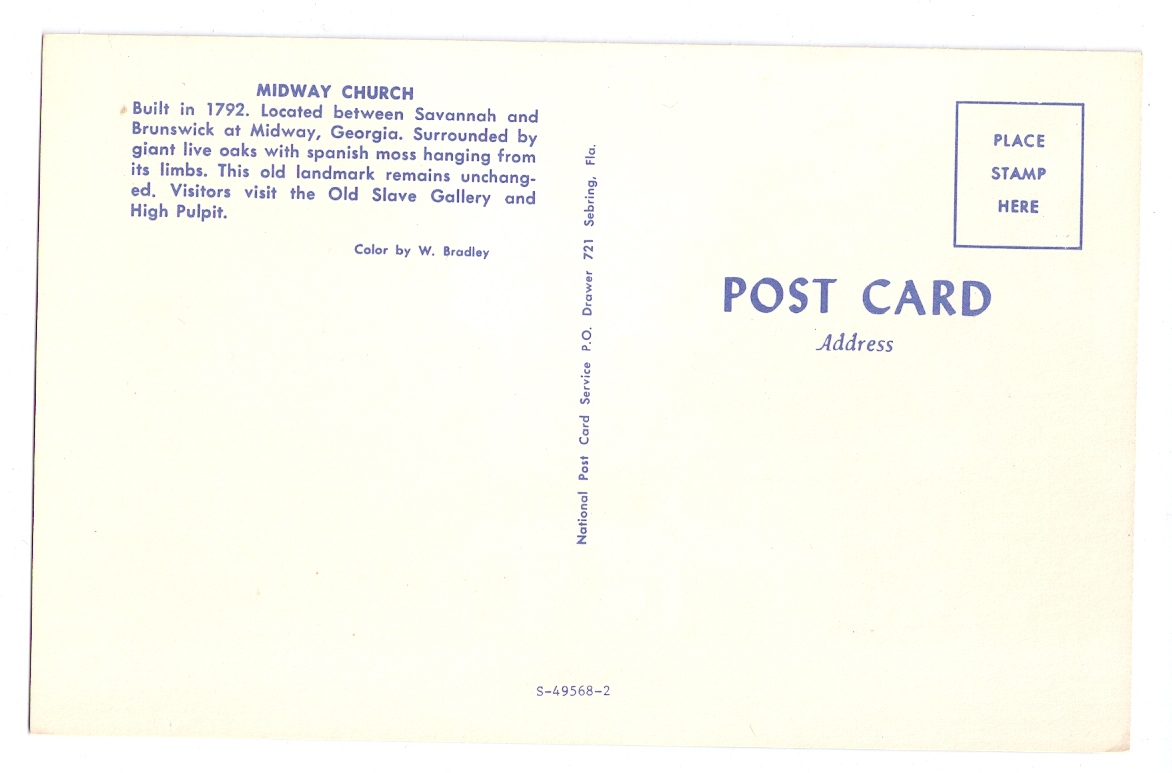 MIDWAY CHURCH
Built in 1792. Located between Savannah and
Brunswick at Midway, Georgia. Surrounded by
giant live oaks with spanish moss hanging from
its limbs. This old landmark remains unchang-
ed. Visitors visit the Old Slave Gallery and
High Pulpit.
Color by W. Bradley
National Post Card Service P.O. Drawer 721 Sebring, Fla.
PLACE
STAMP
HERE
POST CARD
Address
S-49568-2